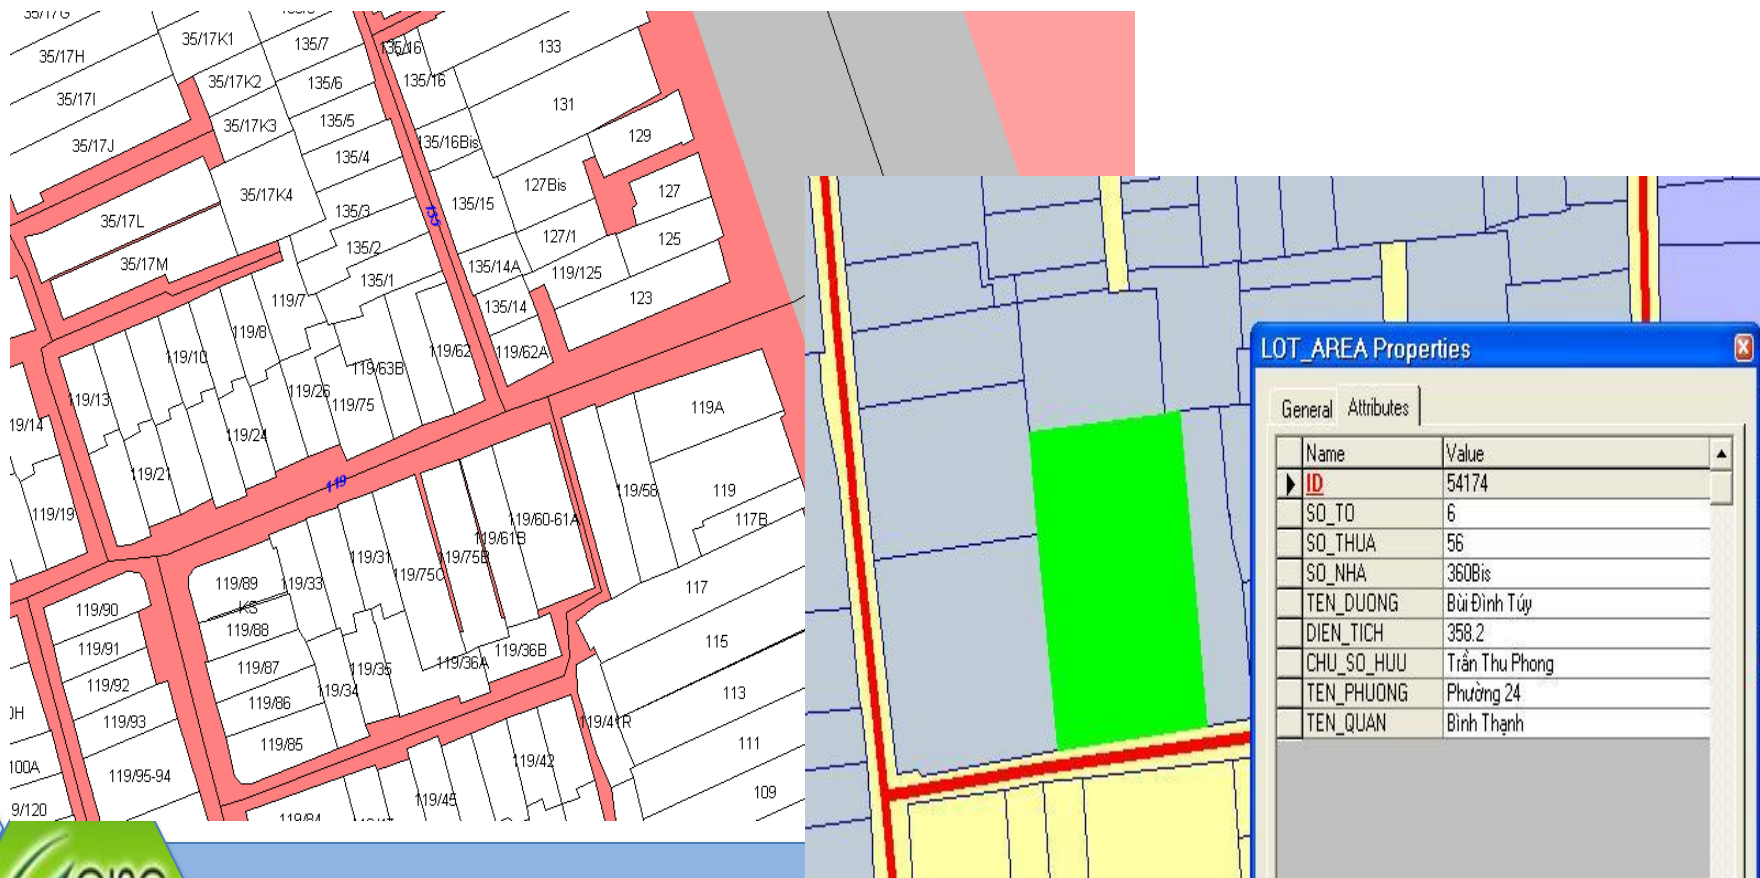 35/17G
35/17H
35/17I
35/17J
35/17K1
35/17K2
35/17K3
35/17K4
35/17L
35/17M
135/7
135/6
135/5
135/4
135/3
135/2
135/1
135/16
135/16
135/16Bis
135/15
135/14A
135/14
135
133
131
129
127Bis
127
127/1
125
119/125
123
119/7
119/8
119/10
119/13
119/14
119/19
119/21
119/24
119/26
119/75
119/63B
119/62
119/62A
119
119A
119/58
119
117B
119/60-61A
119/61B
119/75B
119/75C
119/31
119/33
119/89
KS
119/88
119/87
119/86
119/85
119/34
119/35
119/36A
119/36B
119/90
119/91
119/92
119/93
119/95-94
100A
9/120
119/84
119/45
119/42
119/41R
117
115
113
111
109
LOT_AREA Properties
General Attributes
Name Value
ID 54174
SO_TO 6
SO_THUA 56
SO_NHA 360Bis
TEN_DUONG Bùi Đình Túy
DIEN_TICH 358.2
CHU_SO_HUU Trần Thu Phong
TEN_PHUONG Phường 24
TEN_QUAN Bình Thạnh